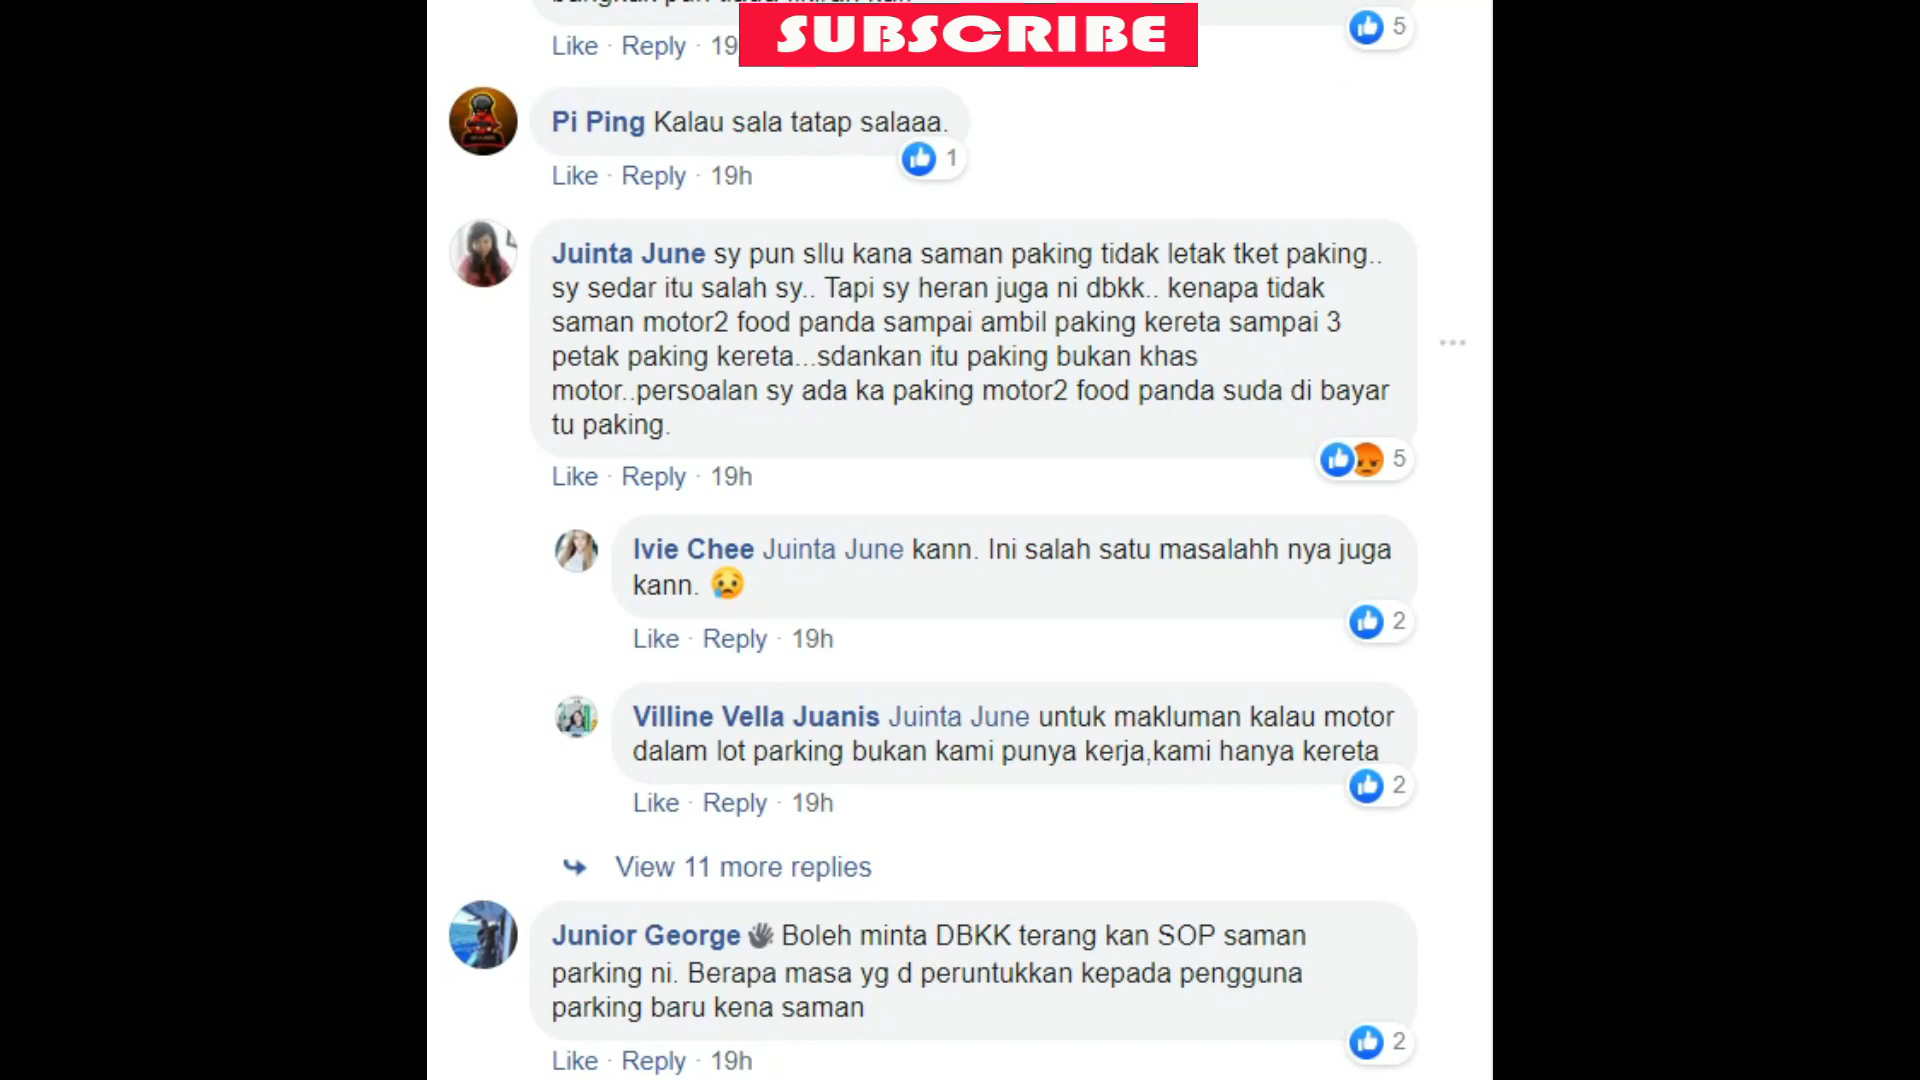 SUBSCRIBE
Like · Reply · 19
5
Pi Ping Kalau sala tatap salaaa.
1
Like · Reply · 19h
Juinta June sy pun sllu kana saman paking tidak letak tket paking..
sy sedar itu salah sy.. Tapi sy heran juga ni dbkk.. kenapa tidak
saman motor2 food panda sampai ambil paking kereta sampai 3
petak paking kereta...sdankan itu paking bukan khas
motor..persoalan sy ada ka paking motor2 food panda suda di bayar
tu paking.
5
Like · Reply · 19h
Ivie Chee Juinta June kann. Ini salah satu masalahh nya juga
kann. 😥
2
Like · Reply · 19h
Villine Vella Juanis Juinta June untuk makluman kalau motor
dalam lot parking bukan kami punya kerja,kami hanya kereta
2
Like · Reply · 19h
View 11 more replies
Junior George 👋 Boleh minta DBKK terang kan SOP saman
parking ni. Berapa masa yg d peruntukkan kepada pengguna
parking baru kena saman
2
Like · Reply · 19h